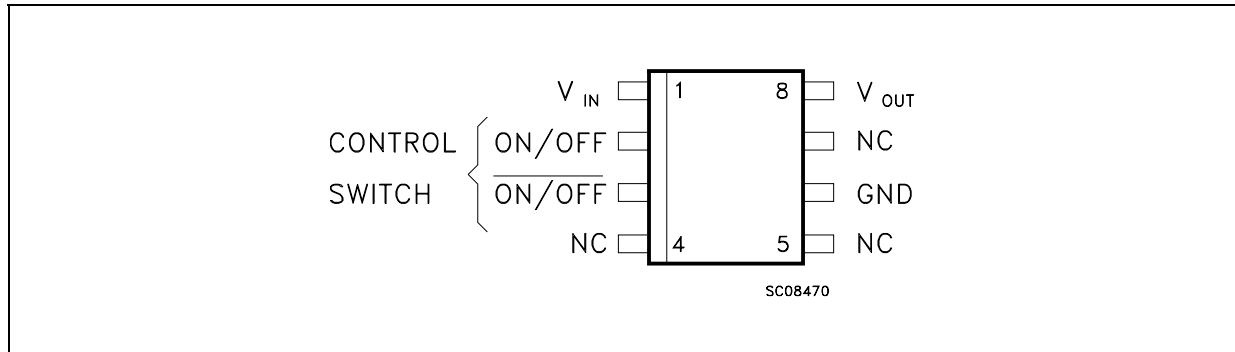 V IN 1 8 V OUT
CONTROL ON/OFF NC
SWITCH ON/OFF GND
NC 4 5 NC
SC08470